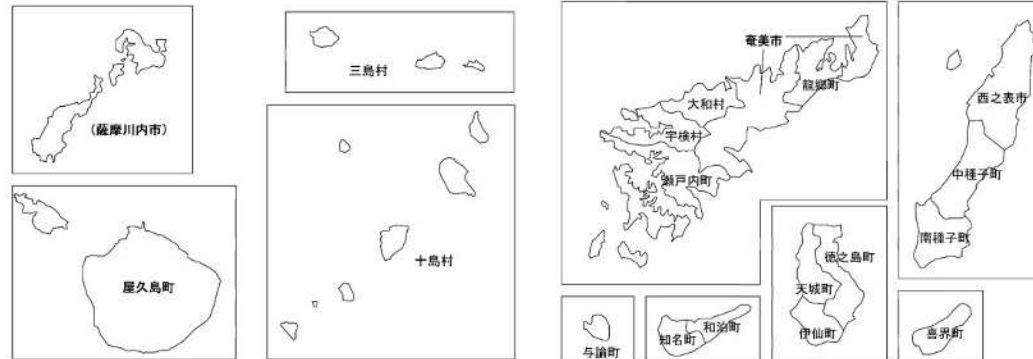 (薩摩川内市)
屋久島町
三島村
十島村
奄美市
龍郷町
大和村
宇検村
瀬戸内町
西之表市
中種子町
南種子町
徳之島町
天城町
伊仙町
与論町
知名町
和泊町
喜界町